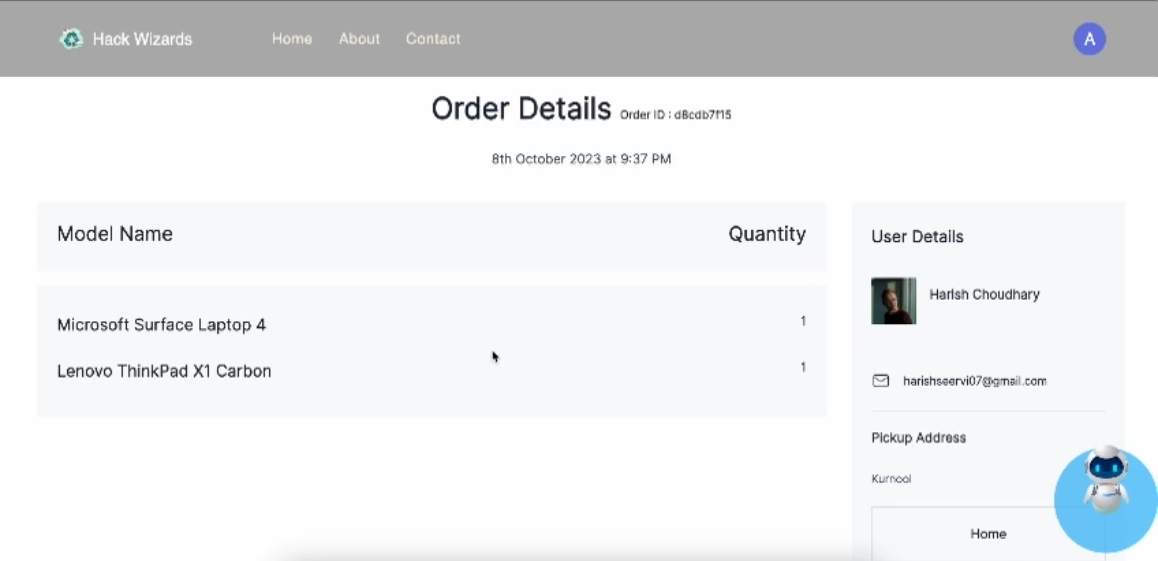 Hack Wizards Home About Contact A
Order Details Order ID : d8cdb7f15
8th October 2023 at 9:37 PM
Model Name Quantity
Microsoft Surface Laptop 4 1
Lenovo ThinkPad X1 Carbon 1
User Details
Harish Choudhary
harishseervi07@gmail.com
Pickup Address
Kurnool
Home